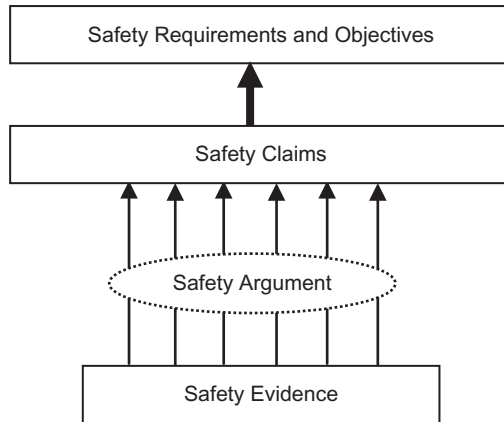 Safety Requirements and Objectives
Safety Claims
Safety Argument
Safety Evidence